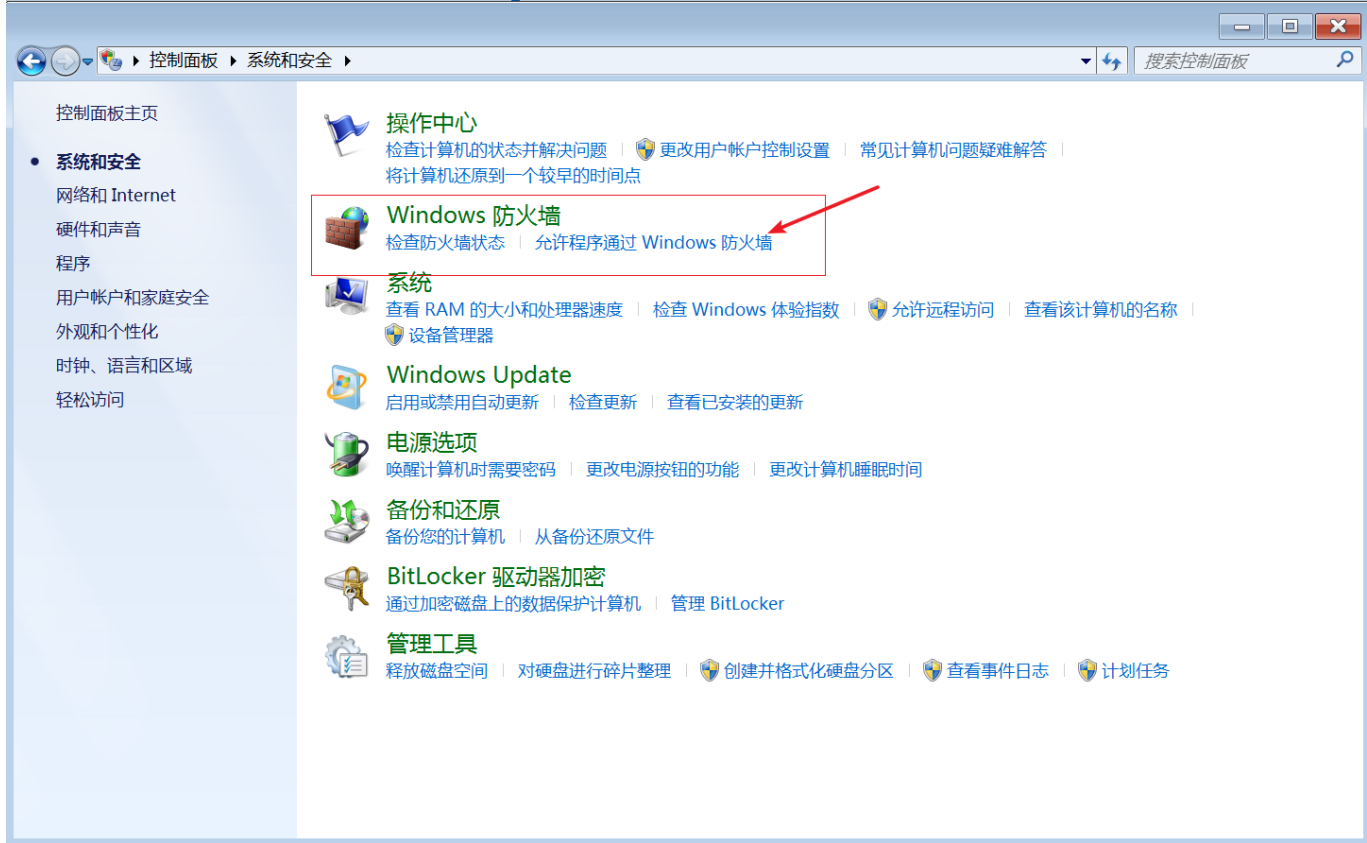 控制面板 系统和安全
搜索控制面板
控制面板主页
系统和安全
网络和 Internet
硬件和声音
程序
用户帐户和家庭安全
外观和个性化
时钟、语言和区域
轻松访问
操作中心
检查计算机的状态并解决问题 更改用户帐户控制设置 常见计算机问题疑难解答
将计算机还原到一个较早的时间点
Windows 防火墙
检查防火墙状态 允许程序通过 Windows 防火墙
系统
查看 RAM 的大小和处理器速度 检查 Windows 体验指数 允许远程访问 查看该计算机的名称
设备管理器
Windows Update
启用或禁用自动更新 检查更新 查看已安装的更新
电源选项
唤醒计算机时需要密码 更改电源按钮的功能 更改计算机睡眠时间
备份和还原
备份您的计算机 从备份还原文件
BitLocker 驱动器加密
通过加密磁盘上的数据保护计算机 管理 BitLocker
管理工具
释放磁盘空间 对硬盘进行碎片整理 创建并格式化硬盘分区 查看事件日志 计划任务